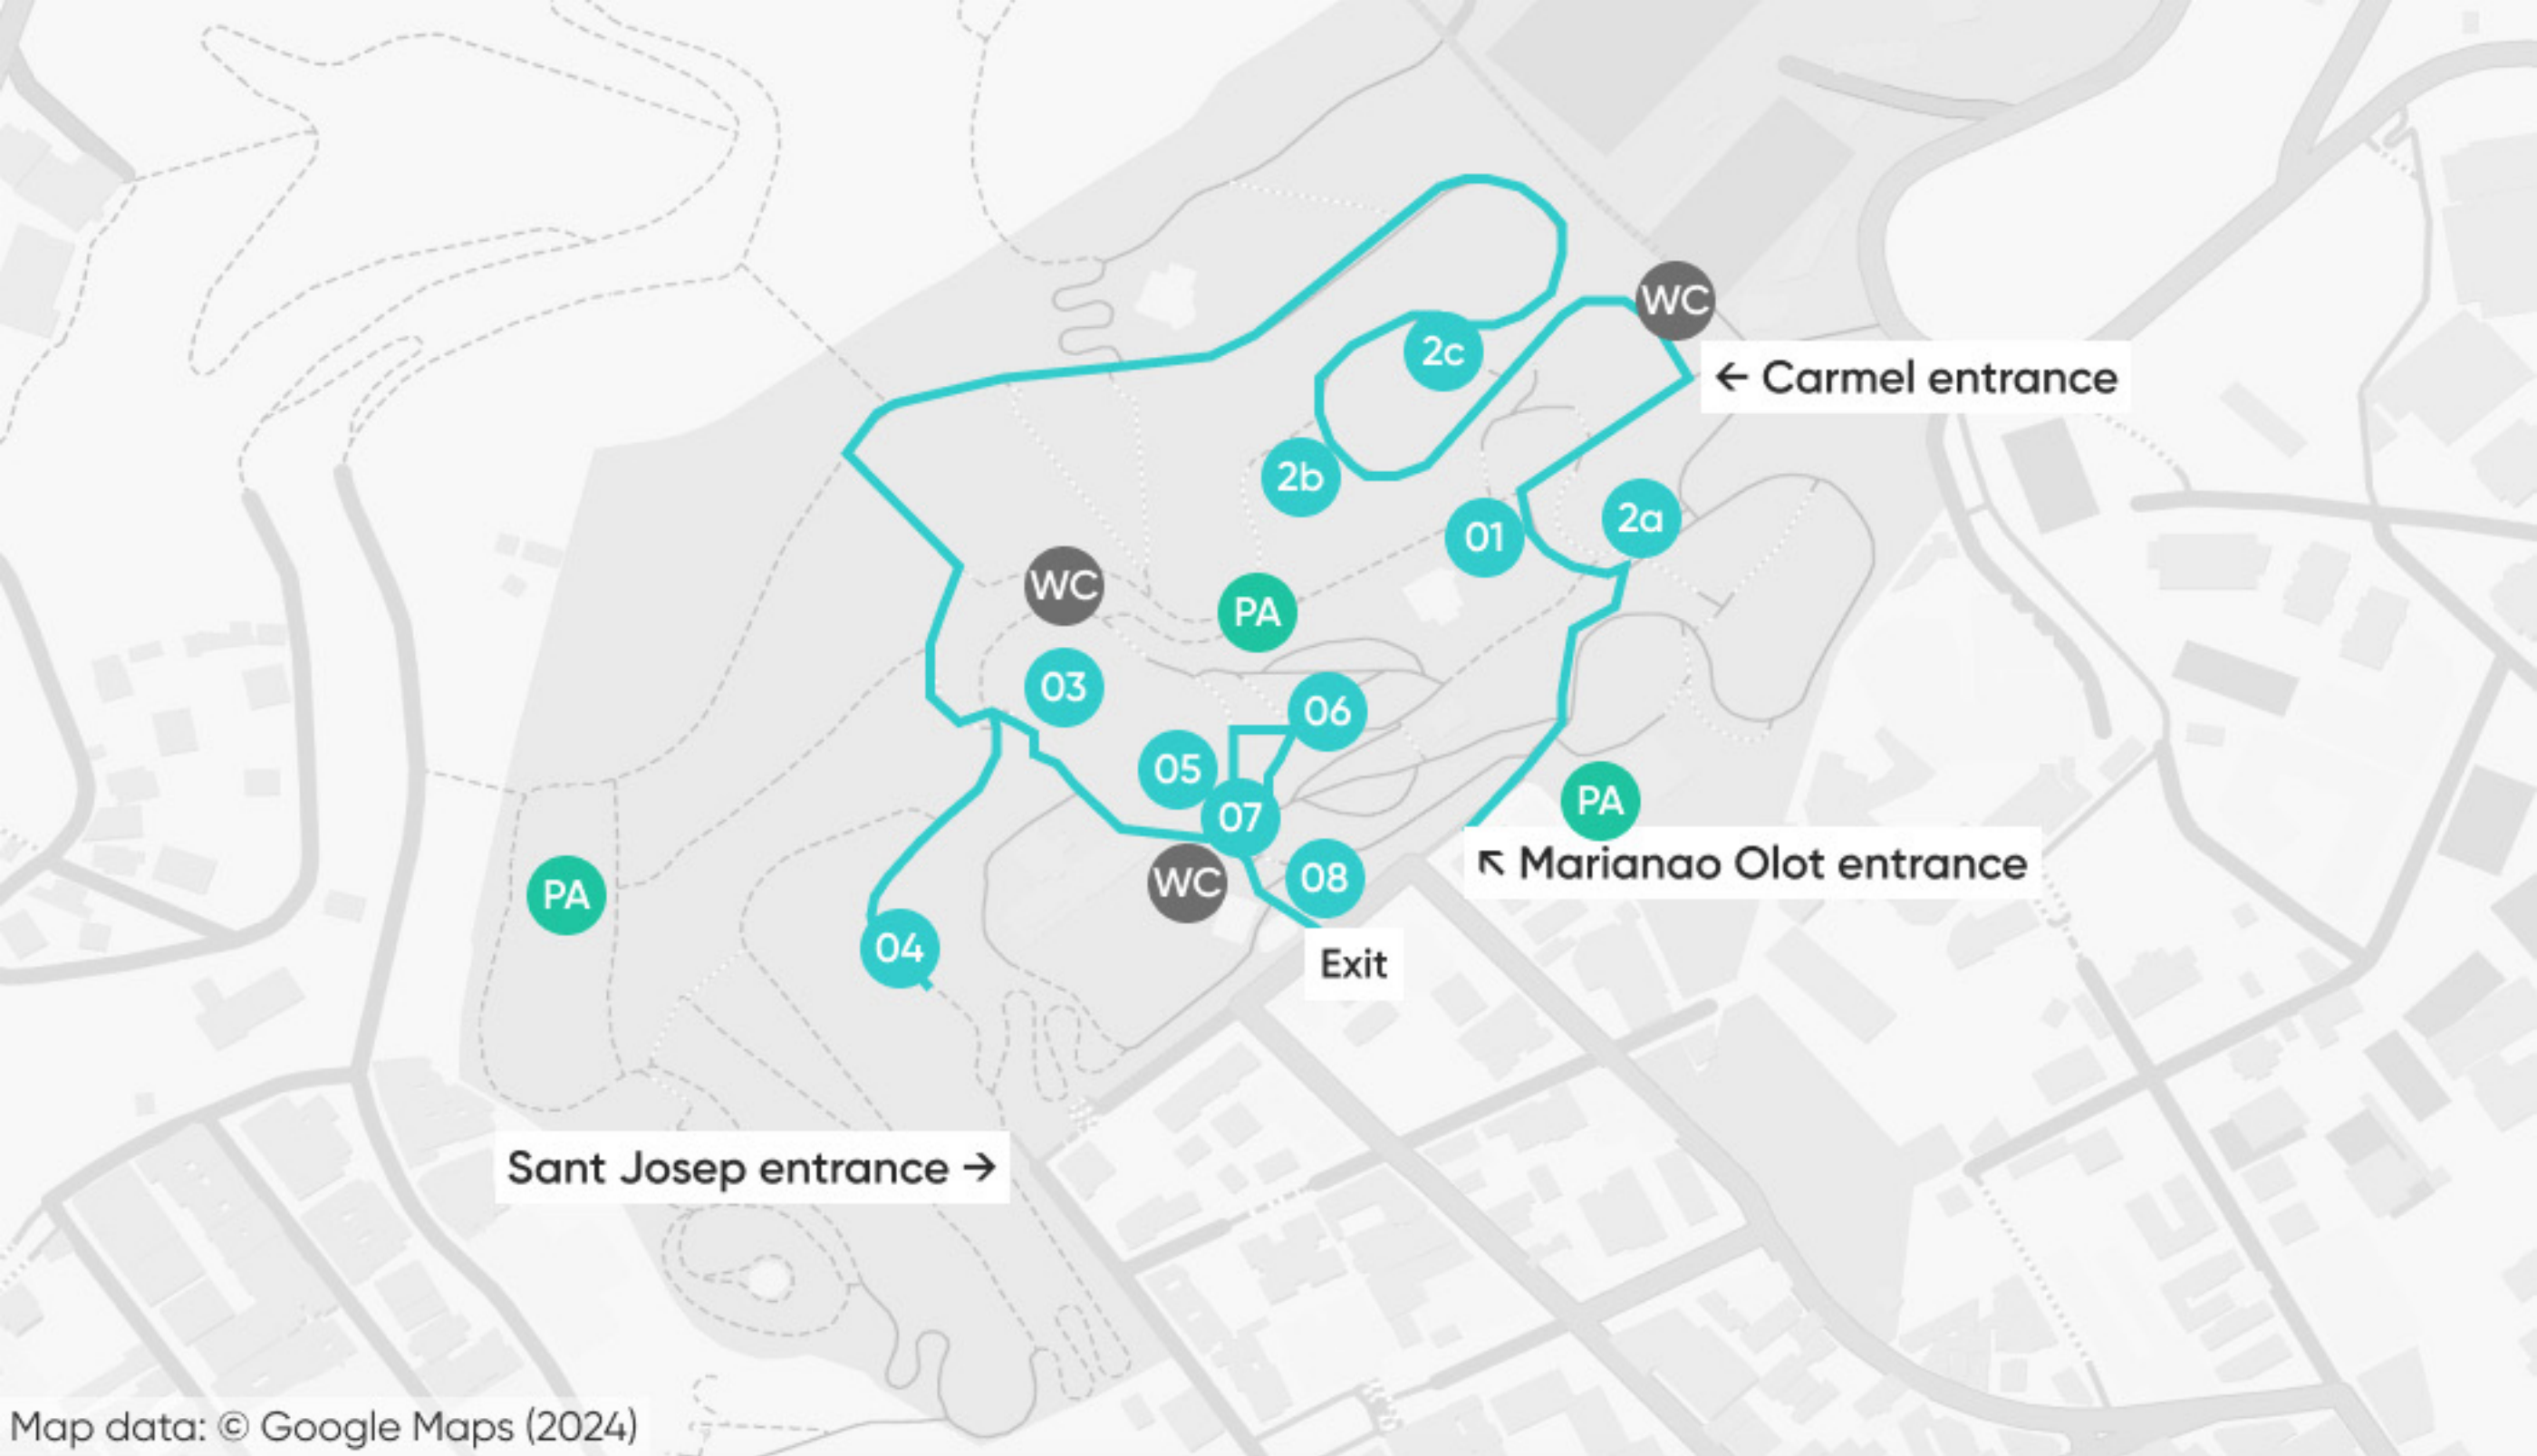 WC
← Carmel entrance
2c
2b
2a
01
WC
PA
03
06
05
07
PA
↖ Marianao Olot entrance
WC
08
PA
04
Exit
Sant Josep entrance →
Map data: © Google Maps (2024)